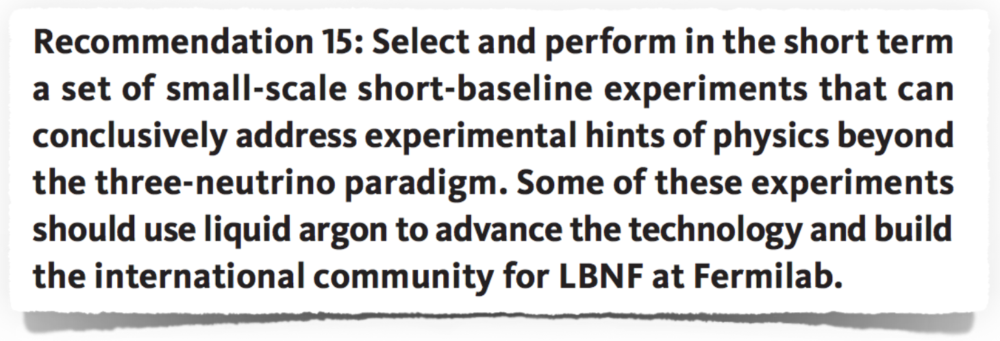 Recommendation 15: Select and perform in the short term
a set of small-scale short-baseline experiments that can
conclusively address experimental hints of physics beyond
the three-neutrino paradigm. Some of these experiments
should use liquid argon to advance the technology and build
the international community for LBNF at Fermilab.